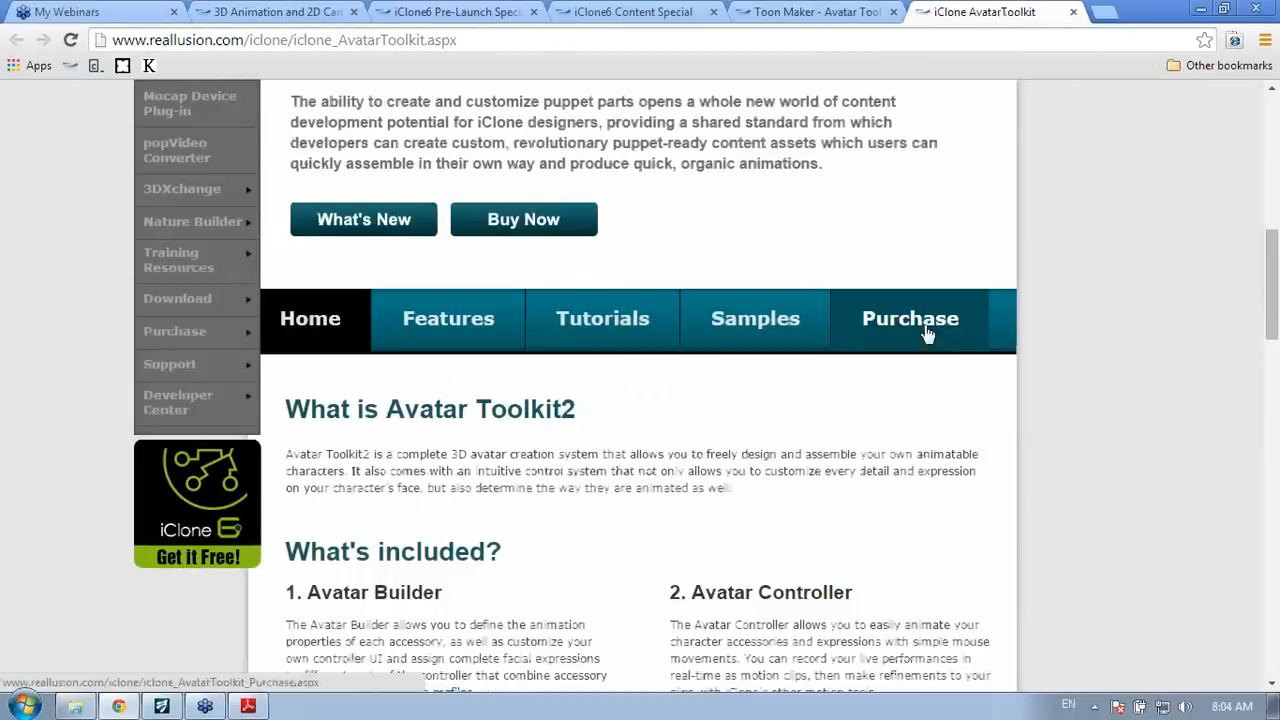 My Webinars
3D Animation and 2D Car
iClone6 Pre-Launch Speci
iClone6 Content Special
Toon Maker - Avatar Tool
iClone AvatarToolkit
www.reallusion.com/iclone/iclone_AvatarToolkit.aspx
Apps
K
Other bookmarks
Mocap Device
Plug-in
popVideo
Converter
3DXchange
Nature Builder
Training
Resources
Download
Purchase
Support
Developer
Center
iClone 6
Get it Free!
The ability to create and customize puppet parts opens a whole new world of content
development potential for iClone designers, providing a shared standard from which
developers can create custom, revolutionary puppet-ready content assets which users can
quickly assemble in their own way and produce quick, organic animations.
What's New
Buy Now
Home
Features
Tutorials
Samples
Purchase
What is Avatar Toolkit2
Avatar Toolkit2 is a complete 3D avatar creation system that allows you to freely design and assemble your own animatable
characters. It also comes with an intuitive control system that not only allows you to customize every detail and expression
on your character's face, but also determine the way they are animated as well.
What's included?
1. Avatar Builder
The Avatar Builder allows you to define the animation
properties of each accessory, as well as customize your
own controller UI and assign complete facial expressions
the controller that combine accessory
2. Avatar Controller
The Avatar Controller allows you to easily animate your
character accessories and expressions with simple mouse
movements. You can record your live performances in
real-time as motion clips, then make refinements to your
www.reallusion.com/iclone/iclone_AvatarToolkit_Purchase.aspx
EN
8:04 AM